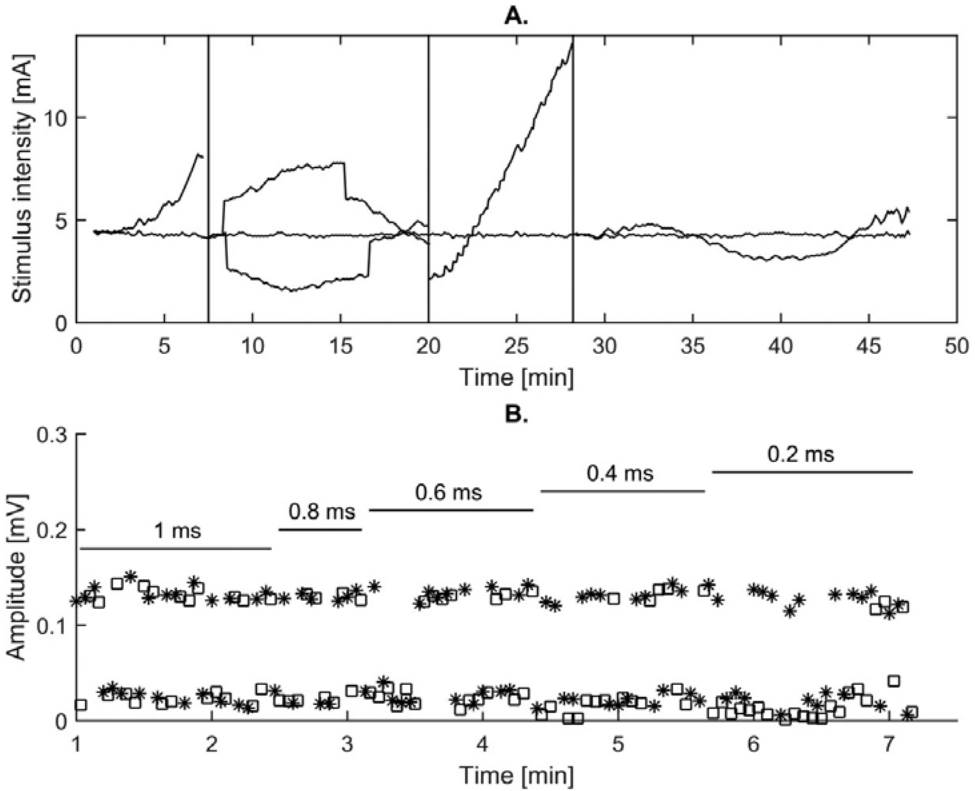 A.
Stimulus intensity [mA]
10
5
0
0 5 10 15 20 25 30 35 40 45 50
Time [min]
B.
Amplitude [mV]
0.3
0.2
0.1
0
1 ms
0.8 ms
0.6 ms
0.4 ms
0.2 ms
1 2 3 4 5 6 7
Time [min]